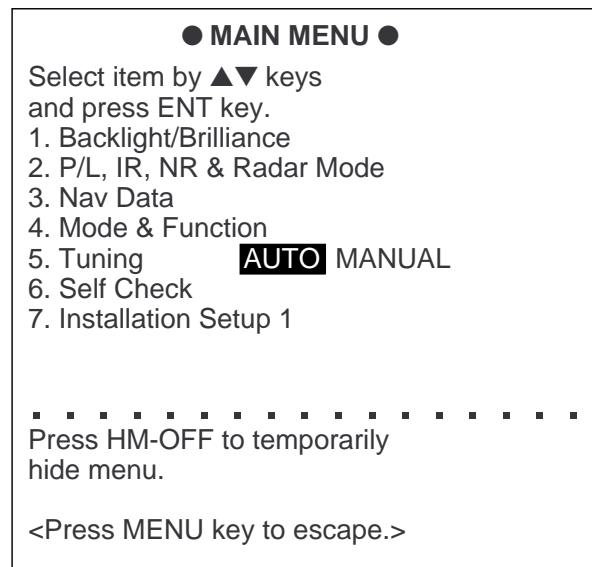 ● MAIN MENU ●
Select item by ▲▼ keys
and press ENT key.
1. Backlight/Brilliance
2. P/L, IR, NR & Radar Mode
3. Nav Data
4. Mode & Function
5. Tuning AUTO MANUAL
6. Self Check
7. Installation Setup 1
Press HM-OFF to temporarily
hide menu.
<Press MENU key to escape.>